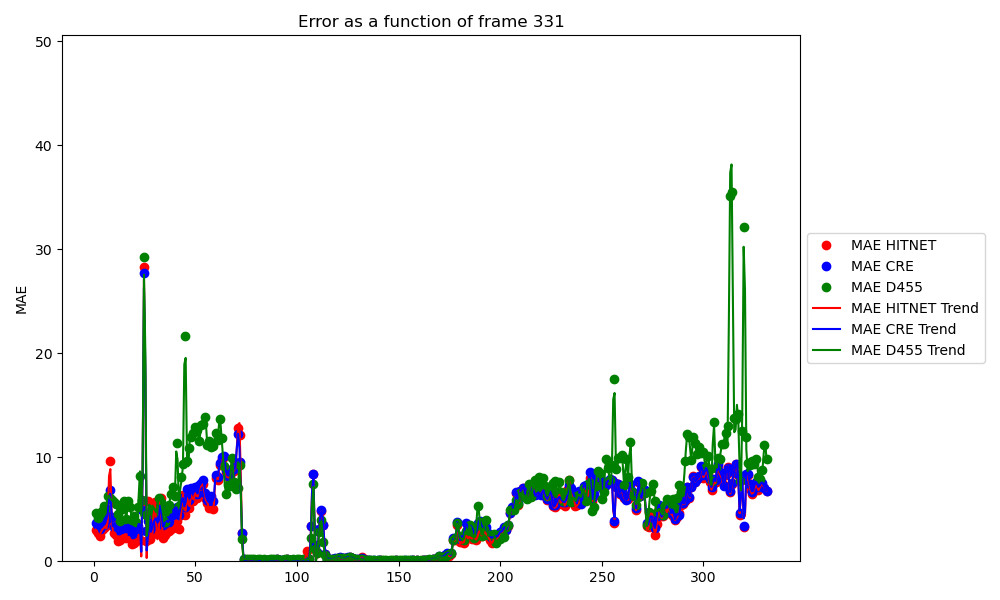 Error as a function of frame 331
MAE
50
40
30
20
10
0
0 50 100 150 200 250 300
MAE HITNET
MAE CRE
MAE D455
MAE HITNET Trend
MAE CRE Trend
MAE D455 Trend